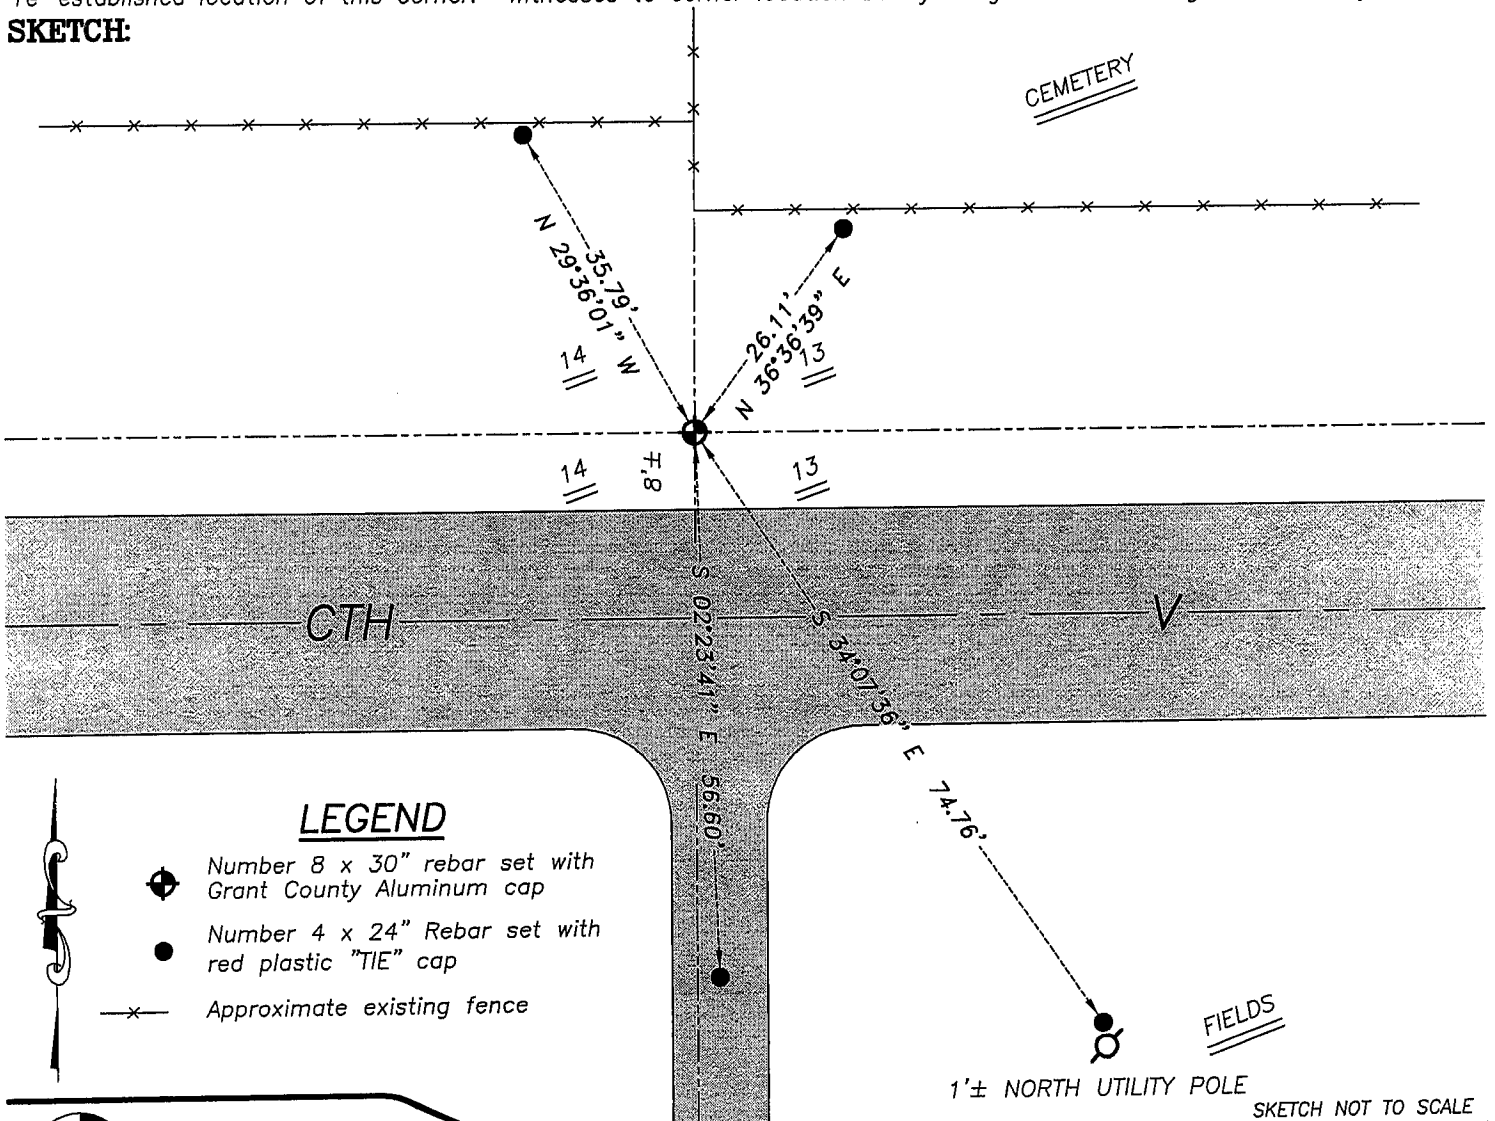 SKETCH:
CEMETERY
35.79'
N 29°36'01" W
26.11'
N 36°36'39" E
14
13
14
8'±
13
CTH
V
S 02°23'41" E 56.60'
S 34°07'36" E 74.76'
LEGEND
Number 8 x 30" rebar set with
Grant County Aluminum cap
Number 4 x 24" Rebar set with
red plastic "TIE" cap
Approximate existing fence
FIELDS
1'± NORTH UTILITY POLE
SKETCH NOT TO SCALE